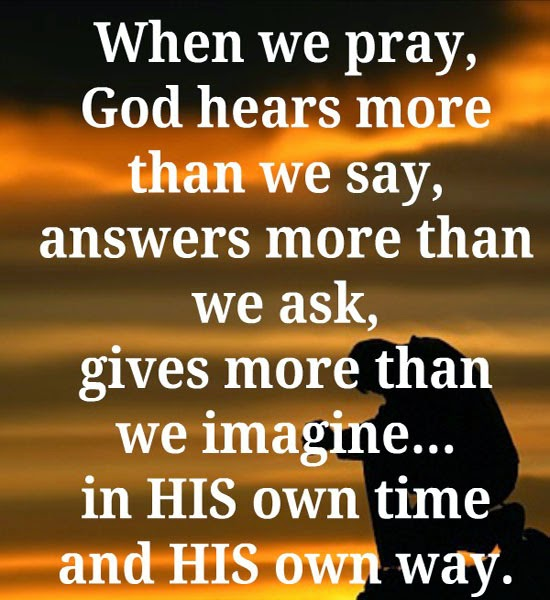 When we pray,
God hears more
than we say,
answers more than
we ask,
gives more than
we imagine...
in HIS own time
and HIS own way.